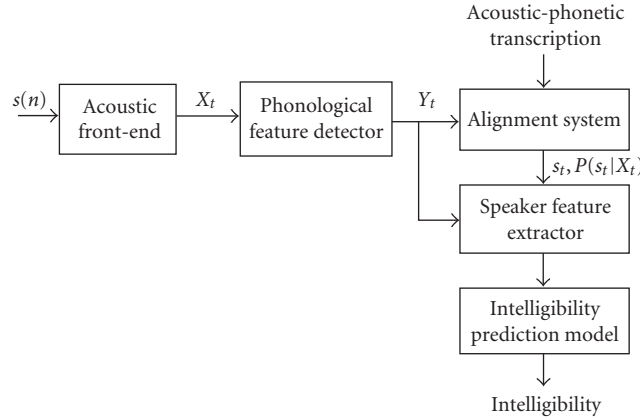 Acoustic-phonetic
transcription
s(n)
Acoustic
front-end
X_t
Phonological
feature detector
Y_t
Alignment system
s_t, P(s_t|X_t)
Speaker feature
extractor
Intelligibility
prediction model
Intelligibility